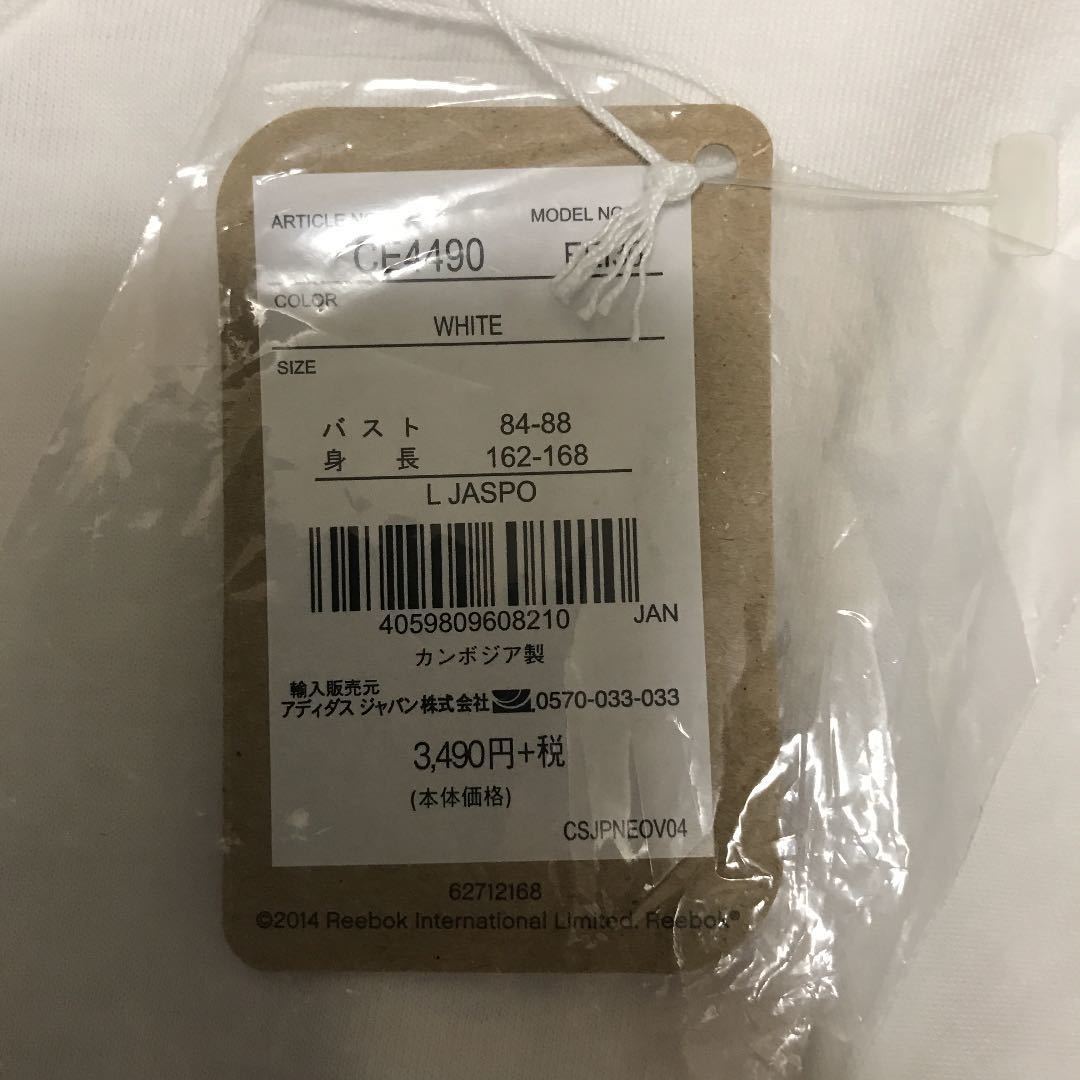 ARTICLE MODEL NO
CE4490
COLOR
WHITE
SIZE
バスト 84-88
身長 162-168
L JASPO
4059809608210 JAN
カンボジア製
輸入販売元
アディダス ジャパン株式会社 0570-033-033
3,490円+税
(本体価格)
CSJPNEOV04
62712168
©2014 Reebok International Limited. Reebok®